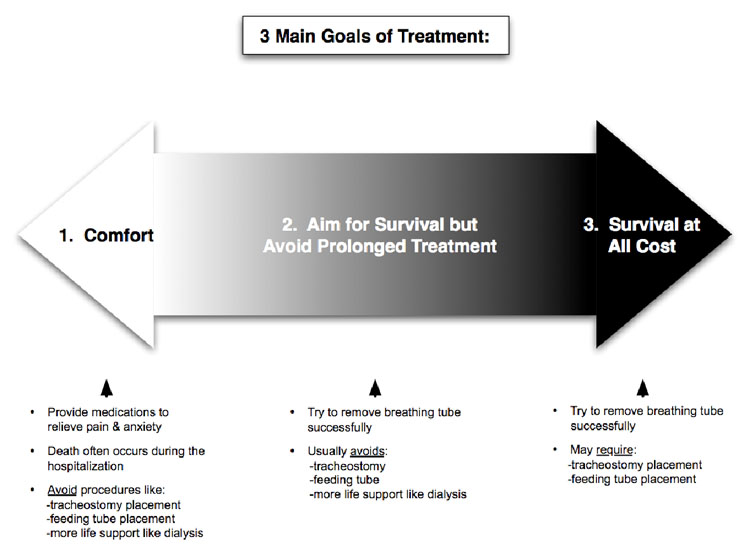 3 Main Goals of Treatment:
1. Comfort
2. Aim for Survival but
Avoid Prolonged Treatment
3. Survival at
All Cost
• Provide medications to
relieve pain & anxiety
• Death often occurs during the
hospitalization
• Avoid procedures like:
-tracheostomy placement
-feeding tube placement
-more life support like dialysis
• Try to remove breathing tube
successfully
• Usually avoids:
-tracheostomy
-feeding tube
-more life support like dialysis
• Try to remove breathing tube
successfully
• May require:
-tracheostomy placement
-feeding tube placement